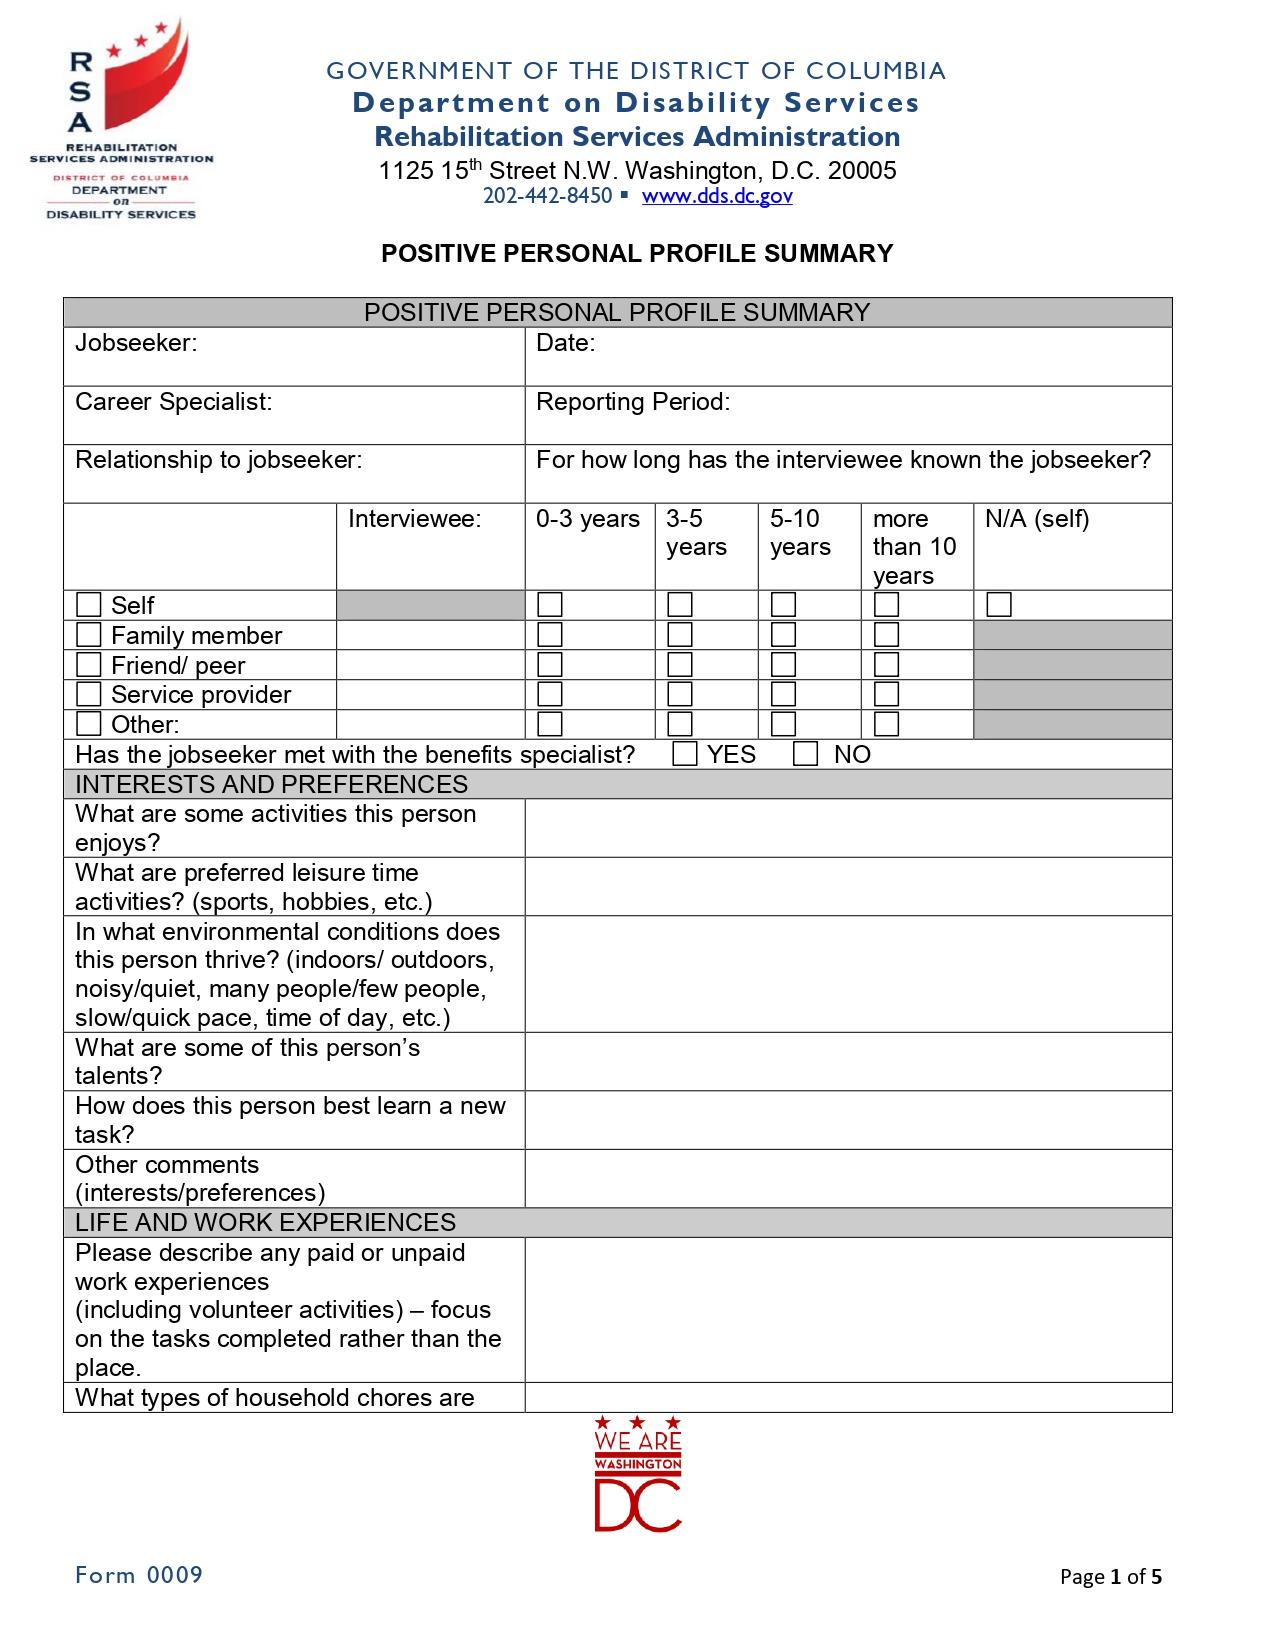 R
S
A
REHABILITATION
SERVICES ADMINISTRATION
DISTRICT OF COLUMBIA
DEPARTMENT
on
DISABILITY SERVICES
GOVERNMENT OF THE DISTRICT OF COLUMBIA
Department on Disability Services
Rehabilitation Services Administration
1125 15th Street N.W. Washington, D.C. 20005
202-442-8450 ▪ www.dds.dc.gov
POSITIVE PERSONAL PROFILE SUMMARY
POSITIVE PERSONAL PROFILE SUMMARY
Jobseeker: Date:
Career Specialist: Reporting Period:
Relationship to jobseeker: For how long has the interviewee known the jobseeker?
Interviewee: 0-3 years 3-5 5-10 more N/A (self)
years years than 10
years
☐ Self ☐ ☐ ☐ ☐ ☐
☐ Family member ☐ ☐ ☐ ☐
☐ Friend/ peer ☐ ☐ ☐ ☐
☐ Service provider ☐ ☐ ☐ ☐
☐ Other: ☐ ☐ ☐ ☐
Has the jobseeker met with the benefits specialist? ☐ YES ☐ NO
INTERESTS AND PREFERENCES
What are some activities this person
enjoys?
What are preferred leisure time
activities? (sports, hobbies, etc.)
In what environmental conditions does
this person thrive? (indoors/ outdoors,
noisy/quiet, many people/few people,
slow/quick pace, time of day, etc.)
What are some of this person’s
talents?
How does this person best learn a new
task?
Other comments
(interests/preferences)
LIFE AND WORK EXPERIENCES
Please describe any paid or unpaid
work experiences
(including volunteer activities) – focus
on the tasks completed rather than the
place.
What types of household chores are
WE ARE
WASHINGTON
DC
Form 0009 Page 1 of 5